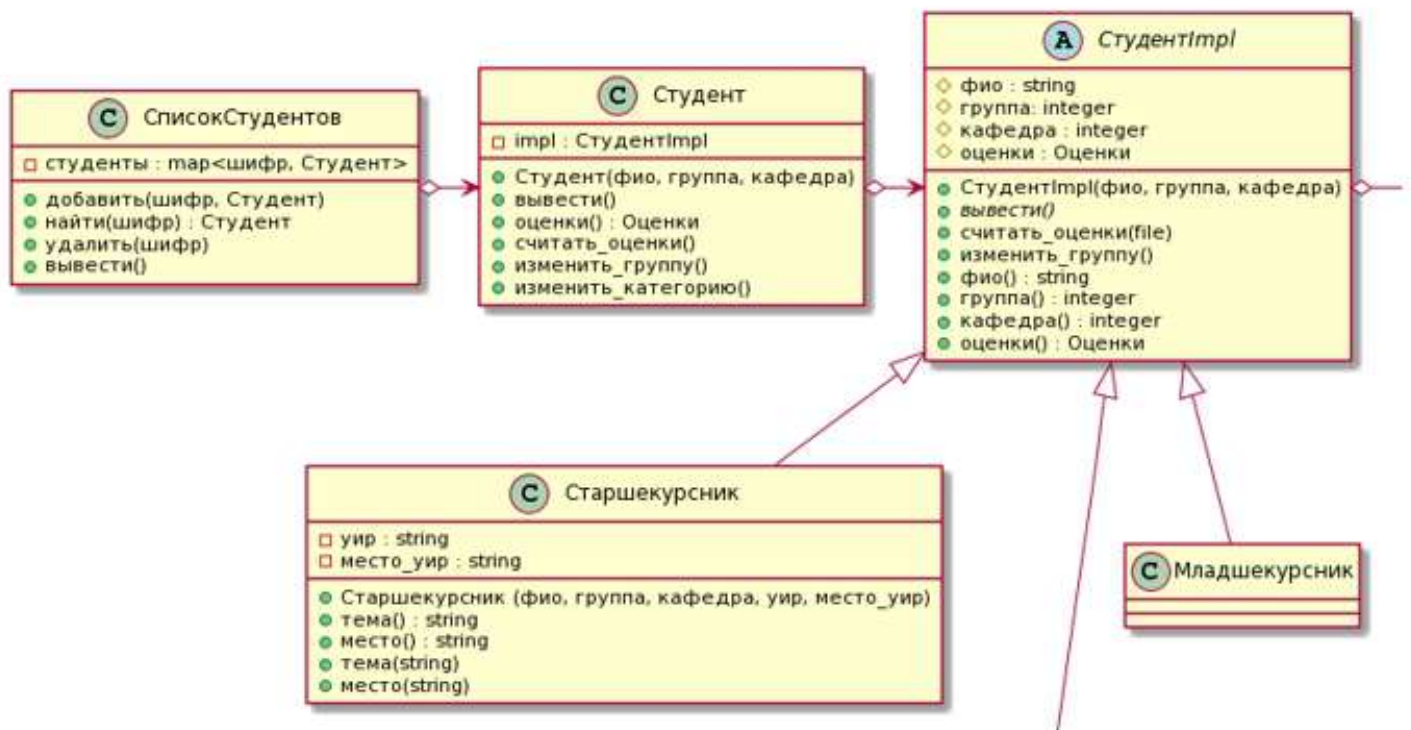 C СписокСтудентов
студенты : map<шифр, Студент>
добавить(шифр, Студент)
найти(шифр) : Студент
удалить(шифр)
вывести()
C Студент
impl : СтудентImpl
Студент(фио, группа, кафедра)
вывести()
оценки() : Оценки
считать_оценки()
изменить_группу()
изменить_категорию()
A СтудентImpl
фио : string
группа: integer
кафедра : integer
оценки : Оценки
СтудентImpl(фио, группа, кафедра)
вывести()
считать_оценки(file)
изменить_группу()
фио() : string
группа() : integer
кафедра() : integer
оценки() : Оценки
C Старшекурсник
уир : string
место_уир : string
Старшекурсник (фио, группа, кафедра, уир, место_уир)
тема() : string
место() : string
тема(string)
место(string)
C Младшекурсник